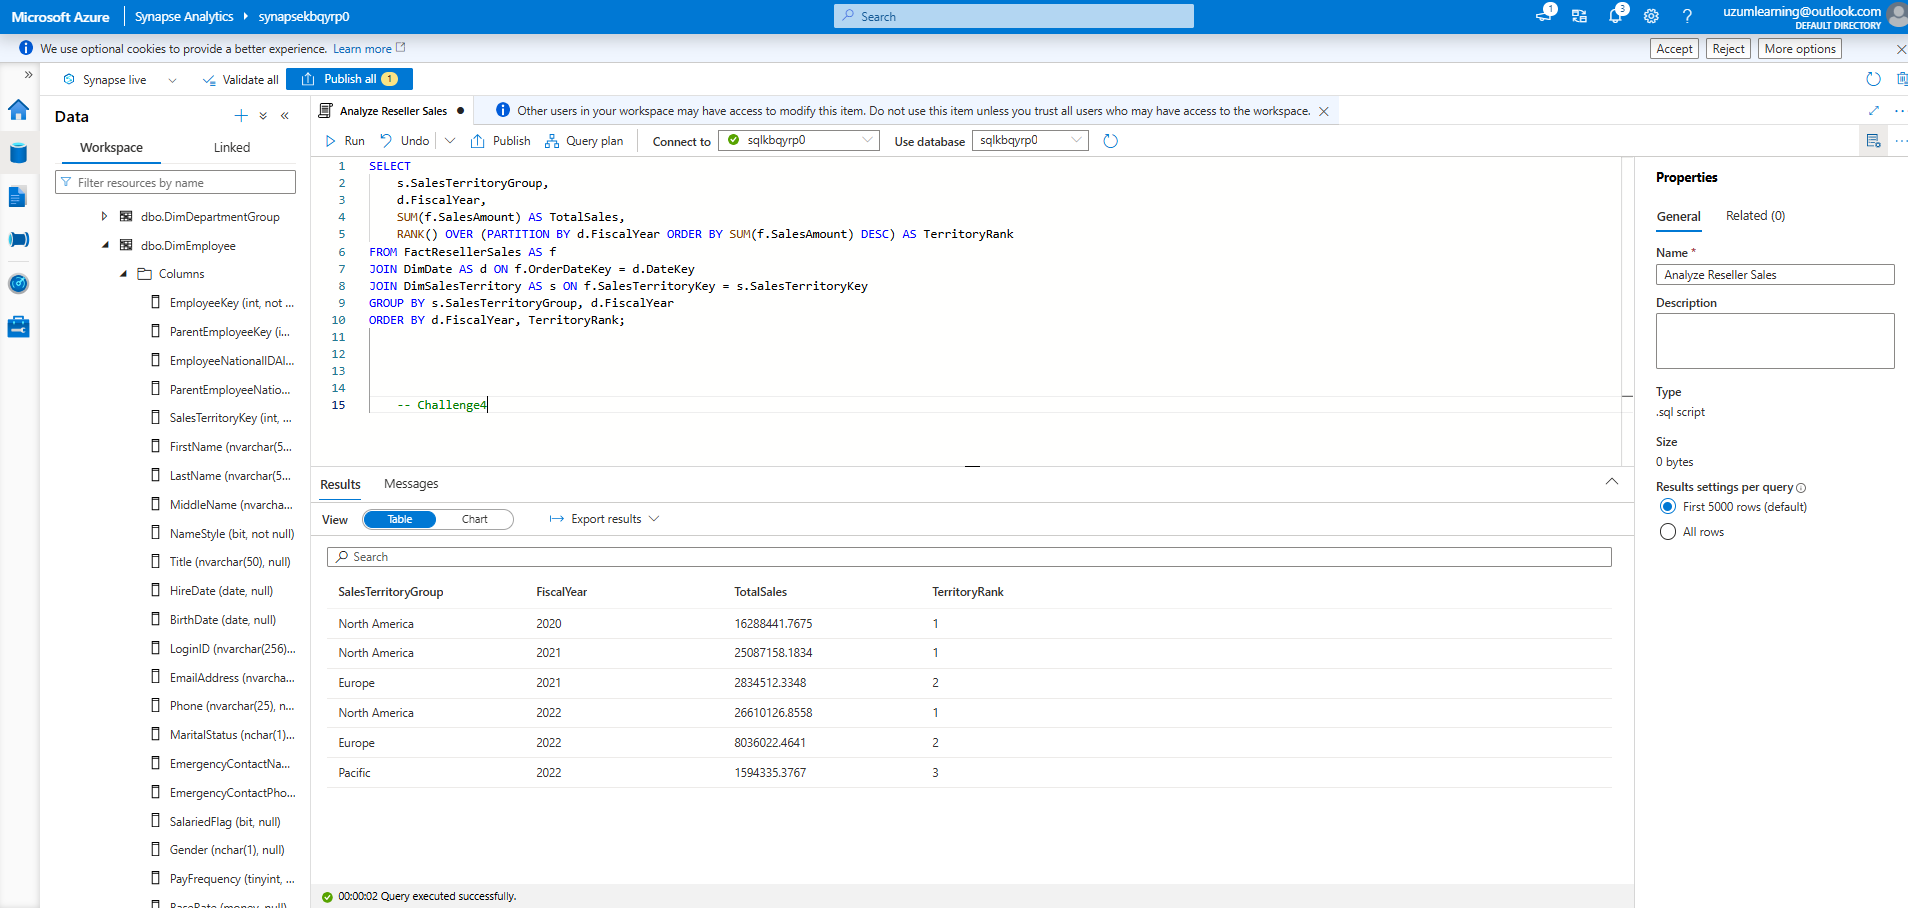 Microsoft Azure
Synapse Analytics
synapsekbqyrp0
Search
1
3
uzumlearning@outlook.com
DEFAULT DIRECTORY
We use optional cookies to provide a better experience. Learn more
Accept
Reject
More options
Synapse live
Validate all
Publish all 1
Data
Workspace
Linked
Filter resources by name
dbo.DimDepartmentGroup
dbo.DimEmployee
Columns
EmployeeKey (int, not ...
ParentEmployeeKey (i...
EmployeeNationalIDAl...
ParentEmployeeNatio...
SalesTerritoryKey (int, ...
FirstName (nvarchar(5...
LastName (nvarchar(5...
MiddleName (nvarcha...
NameStyle (bit, not null)
Title (nvarchar(50), null)
HireDate (date, null)
BirthDate (date, null)
LoginID (nvarchar(256)...
EmailAddress (nvarcha...
Phone (nvarchar(25), n...
MaritalStatus (nchar(1)...
EmergencyContactNa...
EmergencyContactPho...
SalariedFlag (bit, null)
Gender (nchar(1), null)
PayFrequency (tinyint, ...
BaseRate (money, null)
Analyze Reseller Sales
Other users in your workspace may have access to modify this item. Do not use this item unless you trust all users who may have access to the workspace.
Run
Undo
Publish
Query plan
Connect to
sqlkbqyrp0
Use database
sqlkbqyrp0
1 SELECT
2 s.SalesTerritoryGroup,
3 d.FiscalYear,
4 SUM(f.SalesAmount) AS TotalSales,
5 RANK() OVER (PARTITION BY d.FiscalYear ORDER BY SUM(f.SalesAmount) DESC) AS TerritoryRank
6 FROM FactResellerSales AS f
7 JOIN DimDate AS d ON f.OrderDateKey = d.DateKey
8 JOIN DimSalesTerritory AS s ON f.SalesTerritoryKey = s.SalesTerritoryKey
9 GROUP BY s.SalesTerritoryGroup, d.FiscalYear
10 ORDER BY d.FiscalYear, TerritoryRank;
11
12
13
14
15 -- Challenge4
Results
Messages
View
Table
Chart
Export results
Search
SalesTerritoryGroup FiscalYear TotalSales TerritoryRank
North America 2020 16288441.7675 1
North America 2021 25087158.1834 1
Europe 2021 2834512.3348 2
North America 2022 26610126.8558 1
Europe 2022 8036022.4641 2
Pacific 2022 1594335.3767 3
00:00:02 Query executed successfully.
Properties
General
Related (0)
Name *
Analyze Reseller Sales
Description
Type
.sql script
Size
0 bytes
Results settings per query
First 5000 rows (default)
All rows